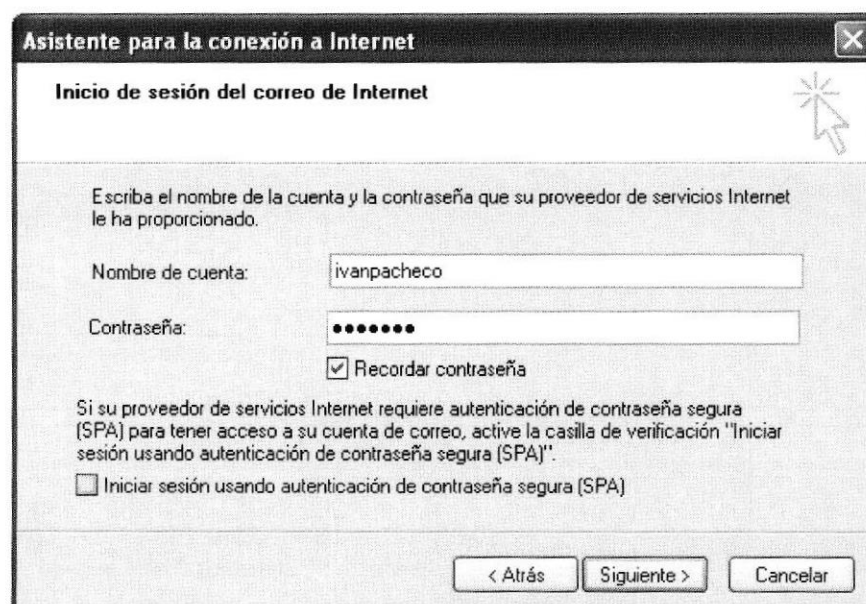 Asistente para la conexión a Internet
Inicio de sesión del correo de Internet
Escriba el nombre de la cuenta y la contraseña que su proveedor de servicios Internet
le ha proporcionado.
Nombre de cuenta: ivanpacheco
Contraseña: ●●●●●●●
Recordar contraseña
Si su proveedor de servicios Internet requiere autenticación de contraseña segura
(SPA) para tener acceso a su cuenta de correo, active la casilla de verificación "Iniciar
sesión usando autenticación de contraseña segura (SPA)".
Iniciar sesión usando autenticación de contraseña segura (SPA)
< Atrás Siguiente > Cancelar